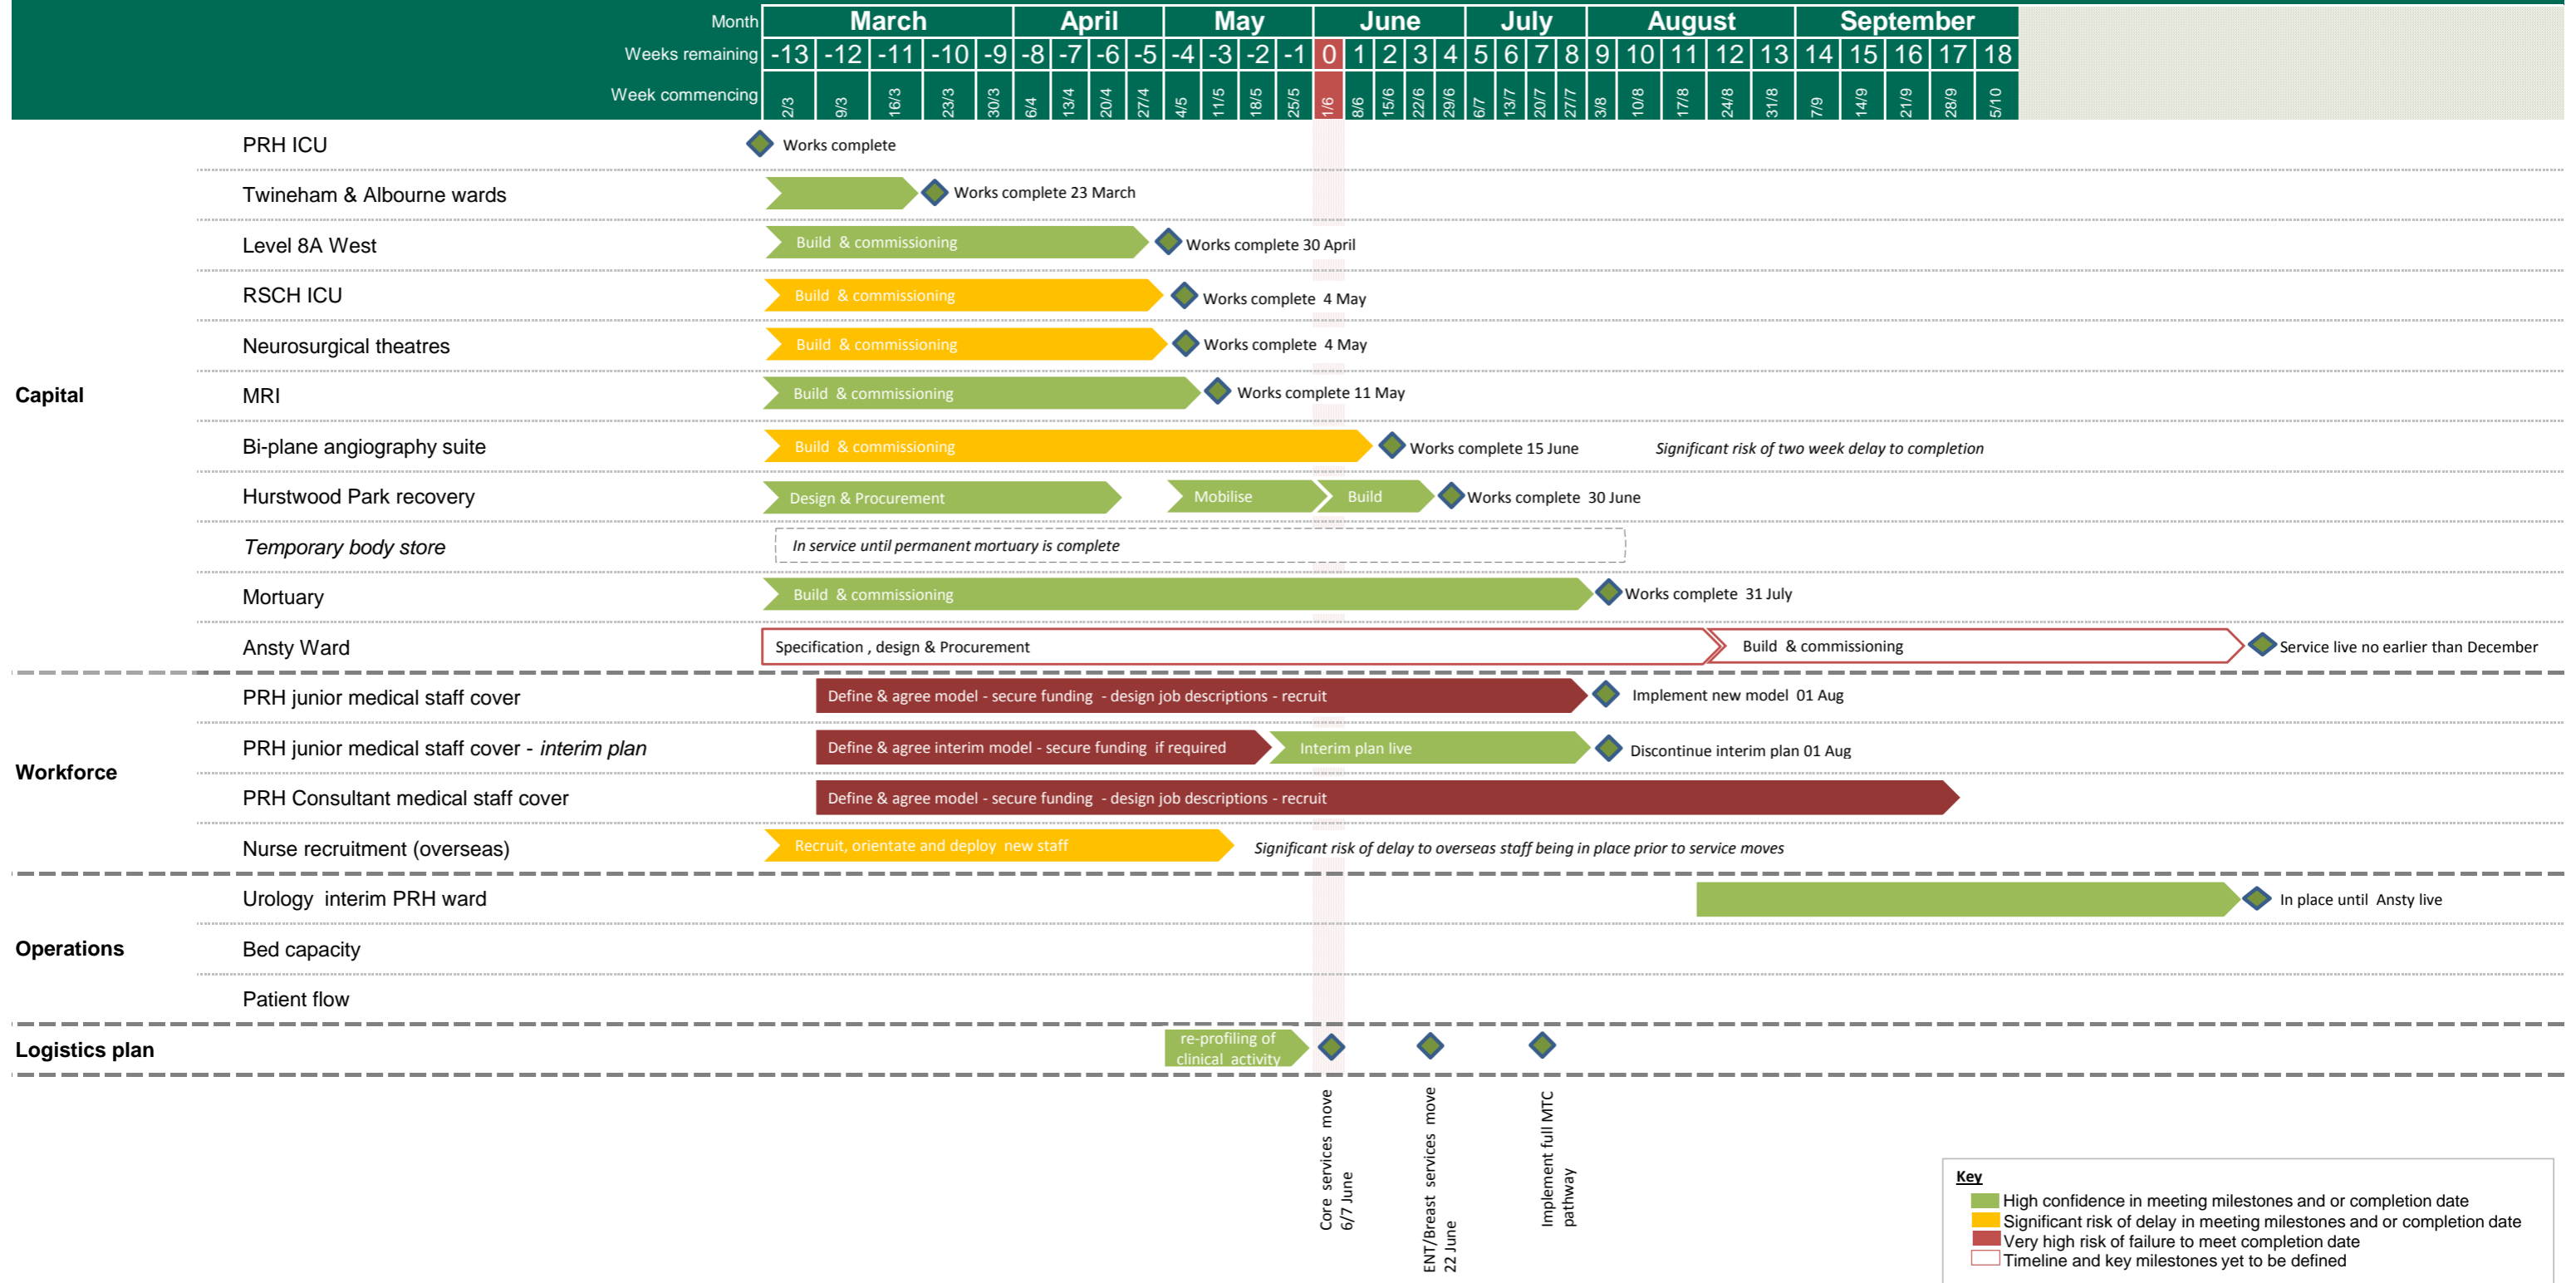 Month March April May June July August September
Weeks remaining -13 -12 -11 -10 -9 -8 -7 -6 -5 -4 -3 -2 -1 0 1 2 3 4 5 6 7 8 9 10 11 12 13 14 15 16 17 18
Week commencing 2/3 9/3 16/3 23/3 30/3 6/4 13/4 20/4 27/4 4/5 11/5 18/5 25/5 1/6 8/6 15/6 22/6 29/6 6/7 13/7 20/7 27/7 3/8 10/8 17/8 24/8 31/8 7/9 14/9 21/9 28/9 5/10
PRH ICU Works complete
Twineham & Albourne wards Works complete 23 March
Level 8A West Build & commissioning Works complete 30 April
RSCH ICU Build & commissioning Works complete 4 May
Neurosurgical theatres Build & commissioning Works complete 4 May
Capital
MRI Build & commissioning Works complete 11 May
Bi-plane angiography suite Build & commissioning Works complete 15 June Significant risk of two week delay to completion
Hurstwood Park recovery Design & Procurement Mobilise Build Works complete 30 June
Temporary body store In service until permanent mortuary is complete
Mortuary Build & commissioning Works complete 31 July
Ansty Ward Specification , design & Procurement Build & commissioning Service live no earlier than December
PRH junior medical staff cover Define & agree model - secure funding - design job descriptions - recruit Implement new model 01 Aug
PRH junior medical staff cover - interim plan Define & agree interim model - secure funding if required Interim plan live Discontinue interim plan 01 Aug
Workforce
PRH Consultant medical staff cover Define & agree model - secure funding - design job descriptions - recruit
Nurse recruitment (overseas) Recruit, orientate and deploy new staff Significant risk of delay to overseas staff being in place prior to service moves
Urology interim PRH ward In place until Ansty live
Operations
Bed capacity
Patient flow
Logistics plan
re-profiling of
clinical activity
Core services move
6/7 June
ENT/Breast services move
22 June
Implement full MTC
pathway
Key
High confidence in meeting milestones and or completion date
Significant risk of delay in meeting milestones and or completion date
Very high risk of failure to meet completion date
Timeline and key milestones yet to be defined